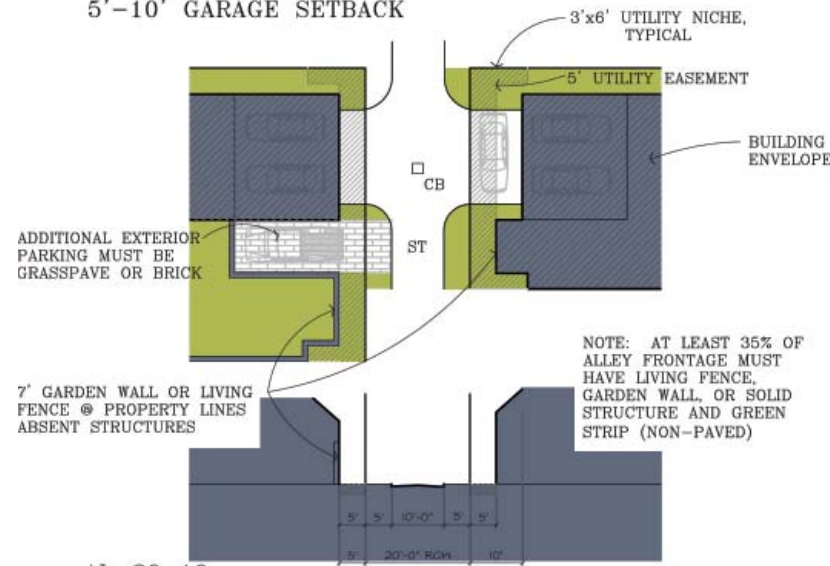 5'-10' GARAGE SETBACK
3'x6' UTILITY NICHE,
TYPICAL
5' UTILITY EASEMENT
BUILDING
ENVELOPE
CB
ADDITIONAL EXTERIOR
PARKING MUST BE
GRASSPAVE OR BRICK
ST
NOTE: AT LEAST 35% OF
ALLEY FRONTAGE MUST
HAVE LIVING FENCE,
GARDEN WALL, OR SOLID
STRUCTURE AND GREEN
STRIP (NON-PAVED)
7' GARDEN WALL OR LIVING
FENCE @ PROPERTY LINES
ABSENT STRUCTURES
5' 5' 10'-0" 5' 5'
5' 20'-0" ROW 10'